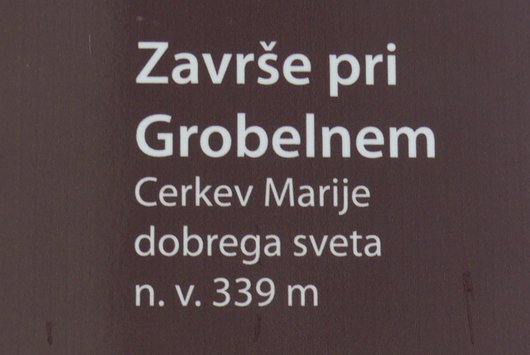 Završe pri
Grobelnem
Cerkev Marije
dobrega sveta
n. v. 339 m